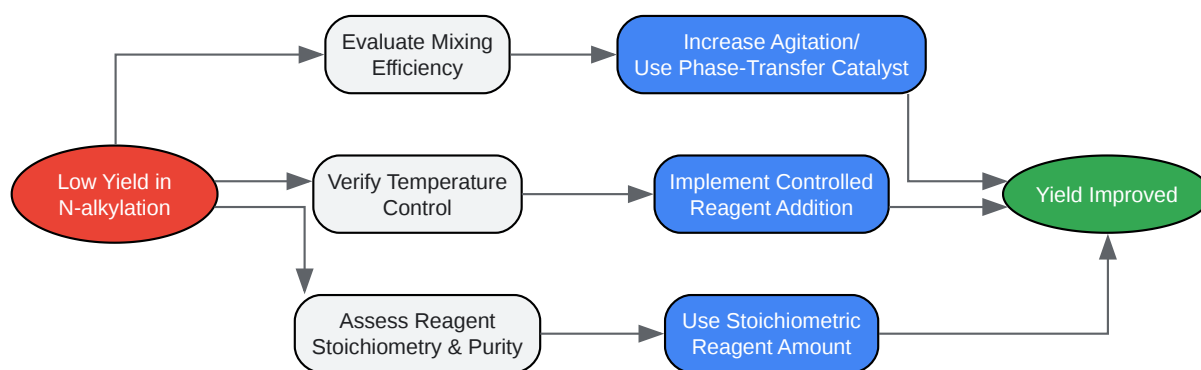 Evaluate Mixing
Efficiency
Increase Agitation/
Use Phase-Transfer Catalyst
Low Yield in
N-alkylation
Verify Temperature
Control
Implement Controlled
Reagent Addition
Yield Improved
Assess Reagent
Stoichiometry & Purity
Use Stoichiometric
Reagent Amount